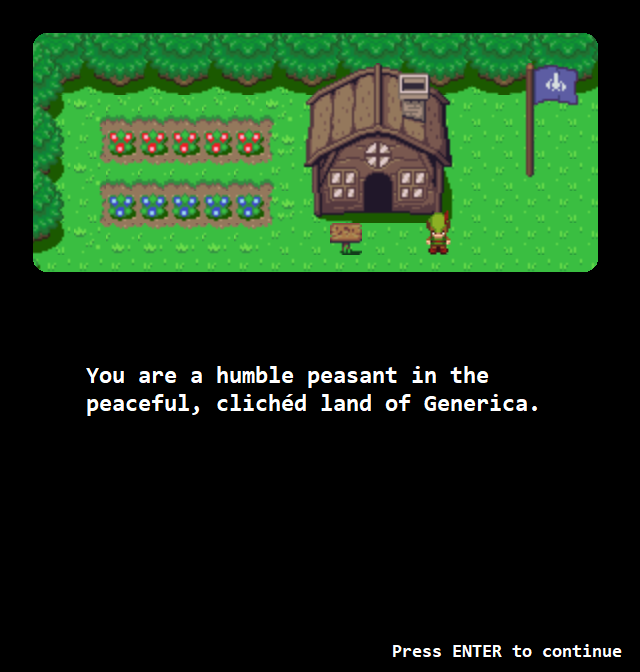 You are a humble peasant in the
peaceful, clichéd land of Generica.
Press ENTER to continue